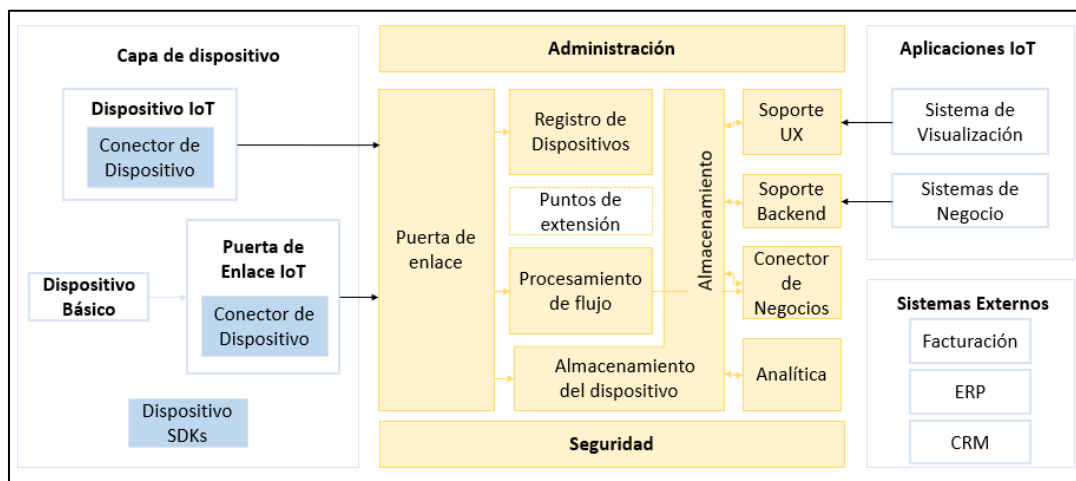 Capa de dispositivo
Dispositivo IoT
Conector de
Dispositivo
Puerta de
Enlace IoT
Conector de
Dispositivo
Dispositivo
Básico
Dispositivo
SDKs
Administración
Puerta de
enlace
Registro de
Dispositivos
Puntos de
extensión
Procesamiento
de flujo
Almacenamiento
del dispositivo
Almacenamiento
Soporte
UX
Soporte
Backend
Conector
de
Negocios
Analítica
Seguridad
Aplicaciones IoT
Sistema de
Visualización
Sistemas de
Negocio
Sistemas Externos
Facturación
ERP
CRM